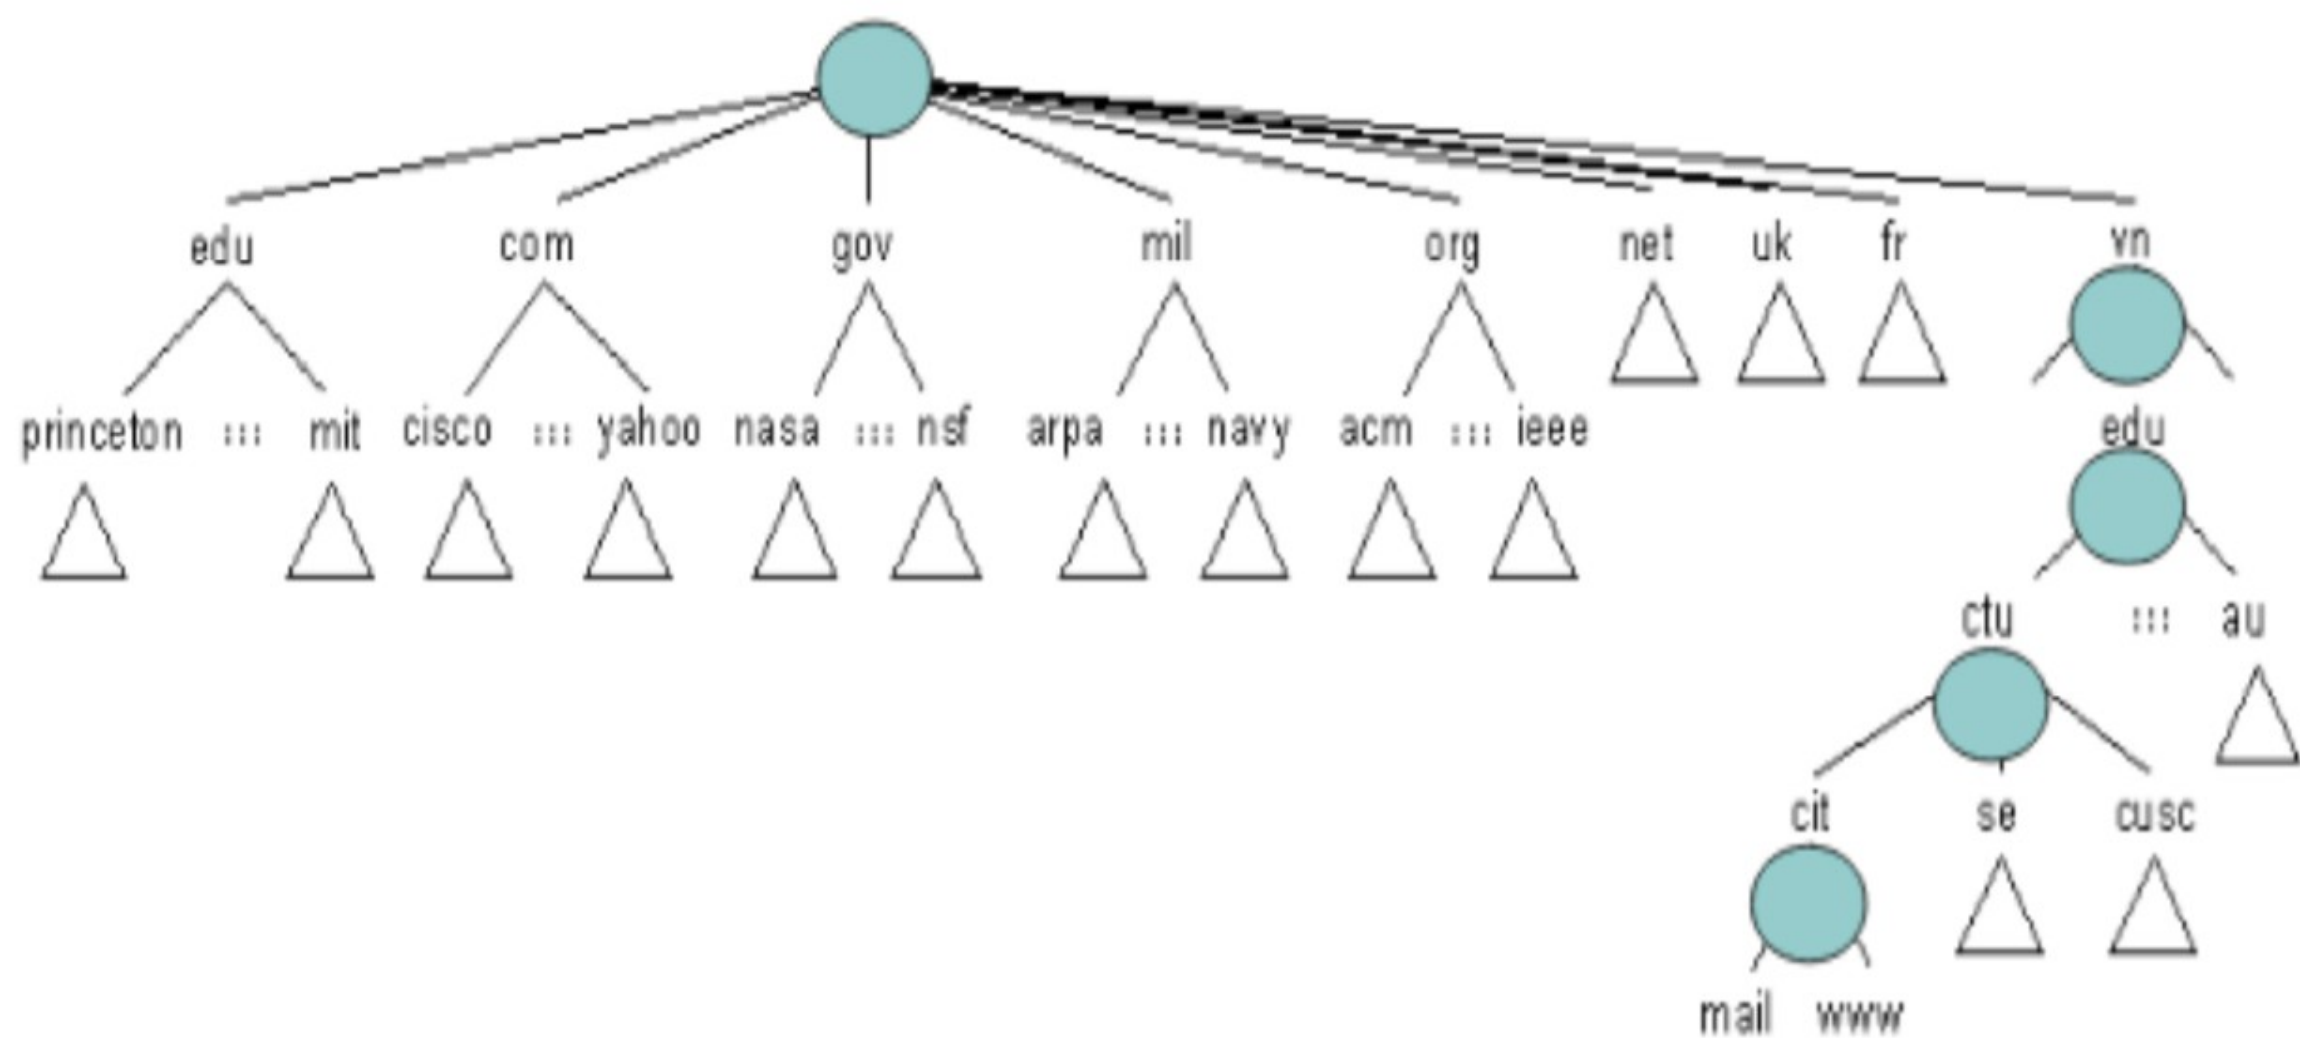 edu com gov mil org net uk fr vn
princeton ::: mit cisco ::: yahoo nasa ::: nsf arpa ::: navy acm ::: ieee edu
ctu ::: au
cit se cusc
mail www